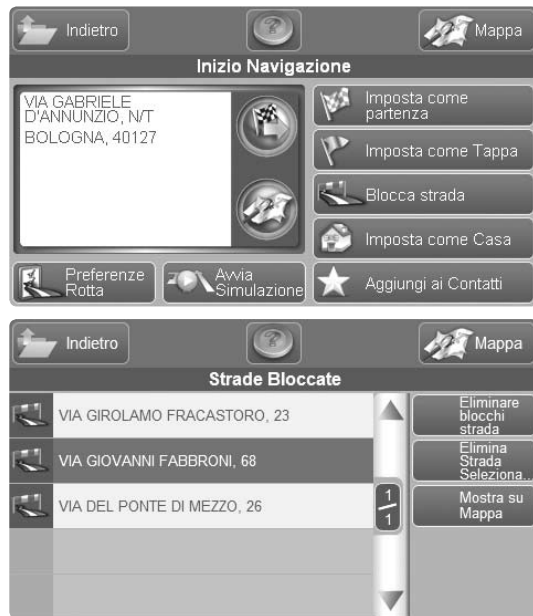 Indietro
?
Mappa
Inizio Navigazione
VIA GABRIELE
D'ANNUNZIO, N/T
BOLOGNA, 40127
Imposta come
partenza
Imposta come Tappa
Blocca strada
Imposta come Casa
Preferenze
Rotta
Avvia
Simulazione
Aggiungi ai Contatti
Indietro
?
Mappa
Strade Bloccate
VIA GIROLAMO FRACASTORO, 23
VIA GIOVANNI FABBRONI, 68
VIA DEL PONTE DI MEZZO, 26
1
1
Eliminare
blocchi
strada
Elimina
Strada
Seleziona...
Mostra su
Mappa